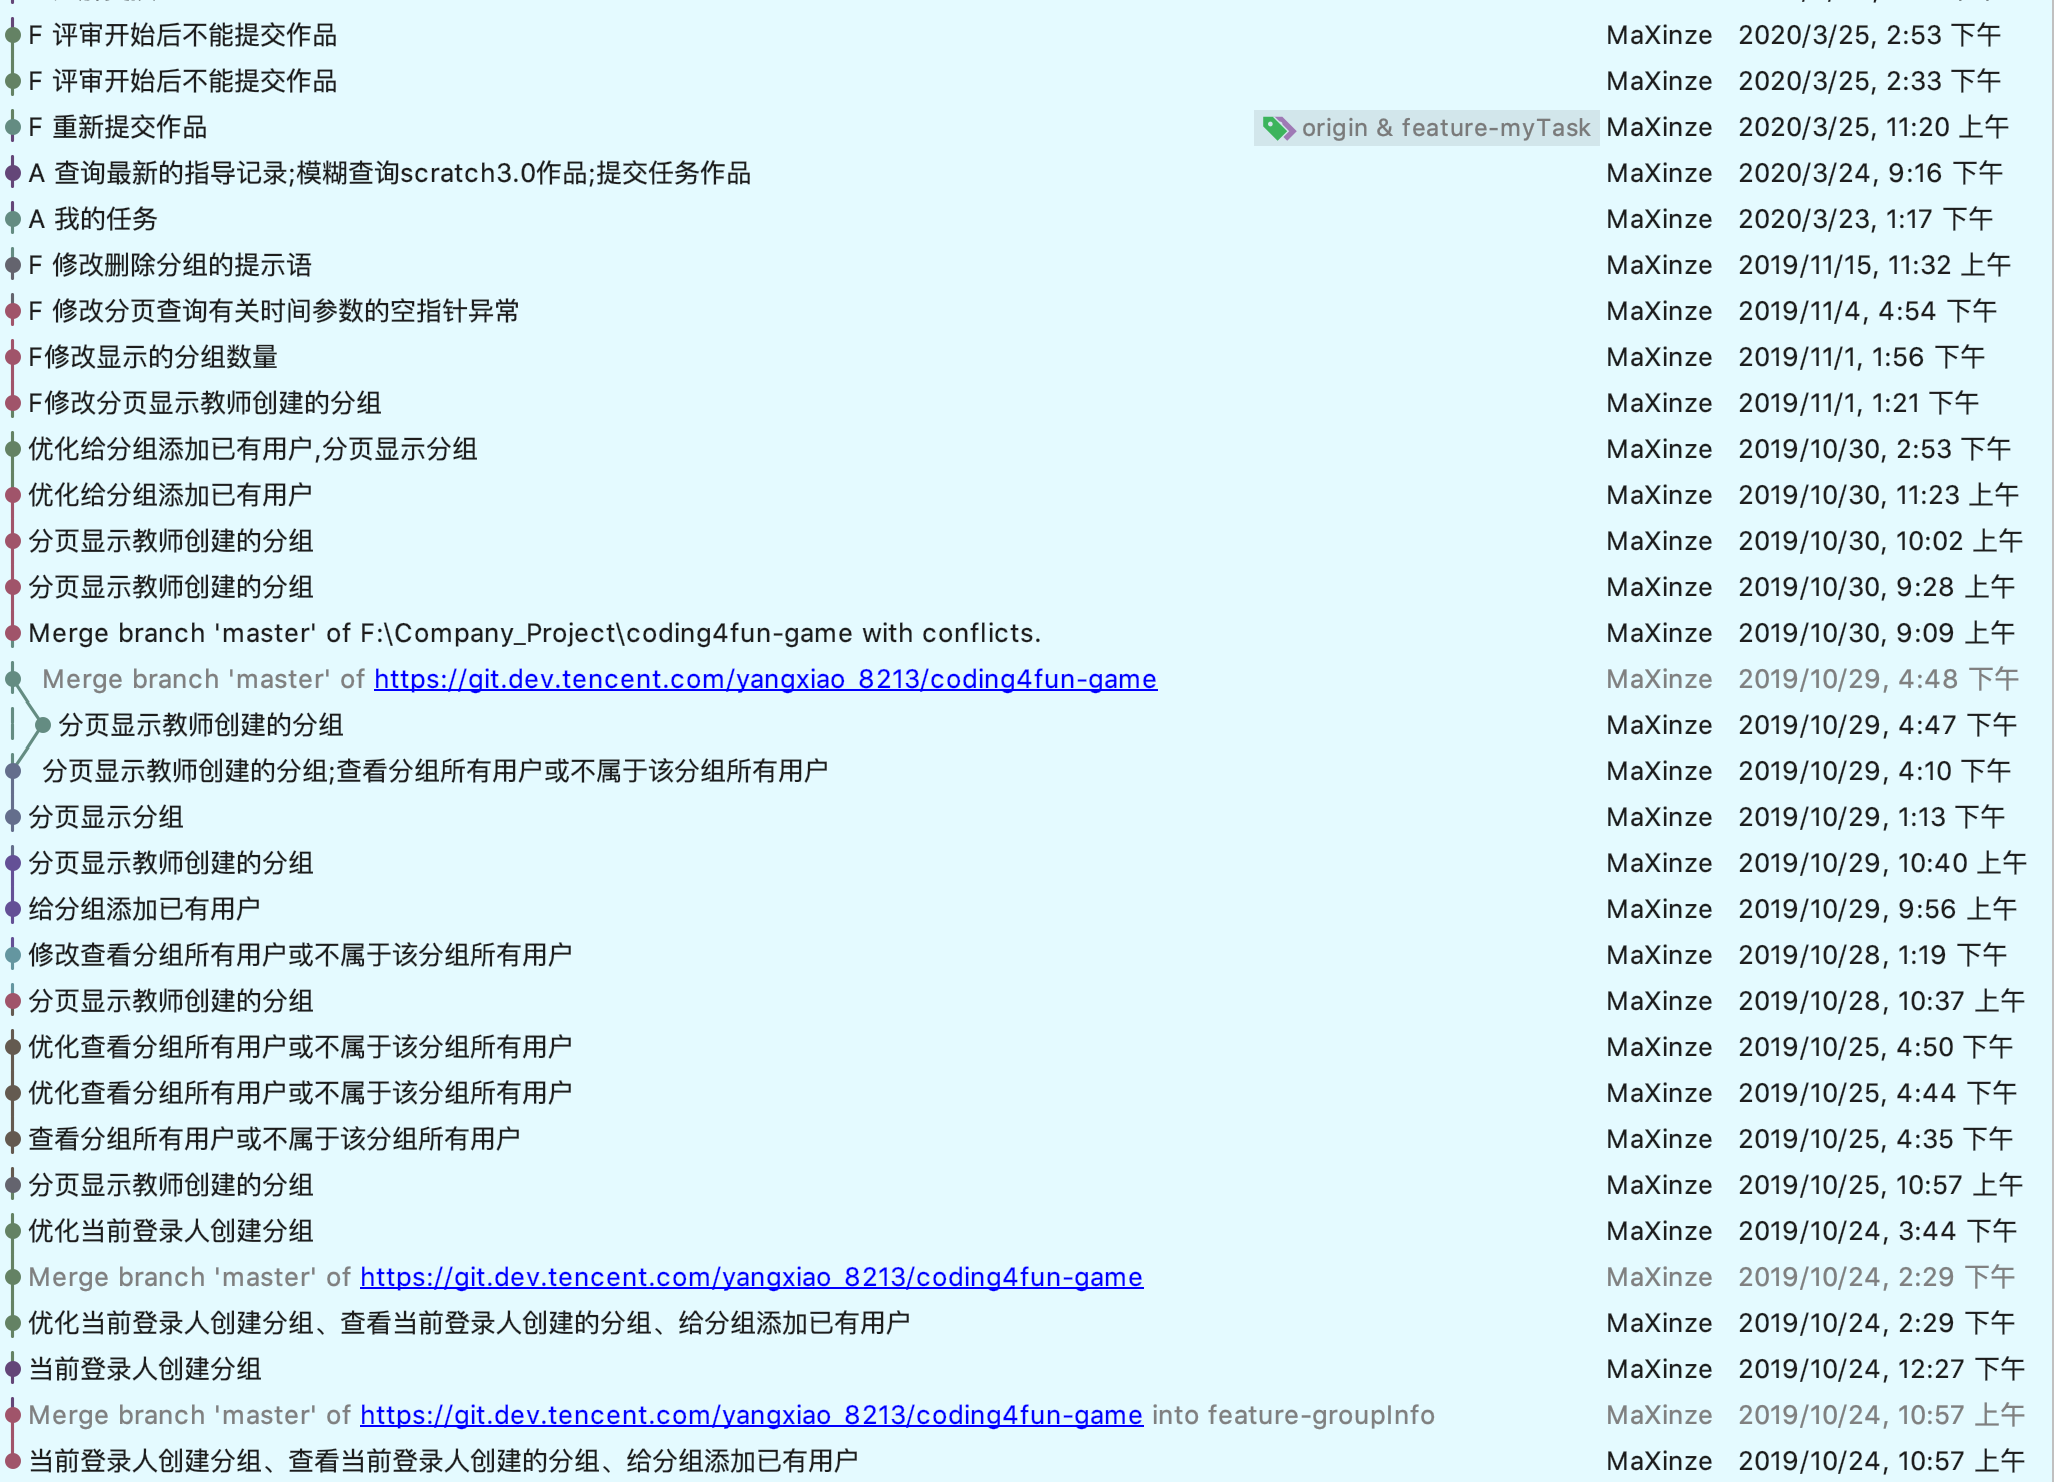 F 评审开始后不能提交作品 MaXinze 2020/3/25, 2:53 下午
F 评审开始后不能提交作品 MaXinze 2020/3/25, 2:33 下午
F 重新提交作品 origin & feature-myTask MaXinze 2020/3/25, 11:20 上午
A 查询最新的指导记录;模糊查询scratch3.0作品;提交任务作品 MaXinze 2020/3/24, 9:16 下午
A 我的任务 MaXinze 2020/3/23, 1:17 下午
F 修改删除分组的提示语 MaXinze 2019/11/15, 11:32 上午
F 修改分页查询有关时间参数的空指针异常 MaXinze 2019/11/4, 4:54 下午
F修改显示的分组数量 MaXinze 2019/11/1, 1:56 下午
F修改分页显示教师创建的分组 MaXinze 2019/11/1, 1:21 下午
优化给分组添加已有用户,分页显示分组 MaXinze 2019/10/30, 2:53 下午
优化给分组添加已有用户 MaXinze 2019/10/30, 11:23 上午
分页显示教师创建的分组 MaXinze 2019/10/30, 10:02 上午
分页显示教师创建的分组 MaXinze 2019/10/30, 9:28 上午
Merge branch 'master' of F:\Company_Project\coding4fun-game with conflicts. MaXinze 2019/10/30, 9:09 上午
Merge branch 'master' of https://git.dev.tencent.com/yangxiao_8213/coding4fun-game MaXinze 2019/10/29, 4:48 下午
分页显示教师创建的分组 MaXinze 2019/10/29, 4:47 下午
分页显示教师创建的分组;查看分组所有用户或不属于该分组所有用户 MaXinze 2019/10/29, 4:10 下午
分页显示分组 MaXinze 2019/10/29, 1:13 下午
分页显示教师创建的分组 MaXinze 2019/10/29, 10:40 上午
给分组添加已有用户 MaXinze 2019/10/29, 9:56 上午
修改查看分组所有用户或不属于该分组所有用户 MaXinze 2019/10/28, 1:19 下午
分页显示教师创建的分组 MaXinze 2019/10/28, 10:37 上午
优化查看分组所有用户或不属于该分组所有用户 MaXinze 2019/10/25, 4:50 下午
优化查看分组所有用户或不属于该分组所有用户 MaXinze 2019/10/25, 4:44 下午
查看分组所有用户或不属于该分组所有用户 MaXinze 2019/10/25, 4:35 下午
分页显示教师创建的分组 MaXinze 2019/10/25, 10:57 上午
优化当前登录人创建分组 MaXinze 2019/10/24, 3:44 下午
Merge branch 'master' of https://git.dev.tencent.com/yangxiao_8213/coding4fun-game MaXinze 2019/10/24, 2:29 下午
优化当前登录人创建分组、查看当前登录人创建的分组、给分组添加已有用户 MaXinze 2019/10/24, 2:29 下午
当前登录人创建分组 MaXinze 2019/10/24, 12:27 下午
Merge branch 'master' of https://git.dev.tencent.com/yangxiao_8213/coding4fun-game into feature-groupInfo MaXinze 2019/10/24, 10:57 上午
当前登录人创建分组、查看当前登录人创建的分组、给分组添加已有用户 MaXinze 2019/10/24, 10:57 上午